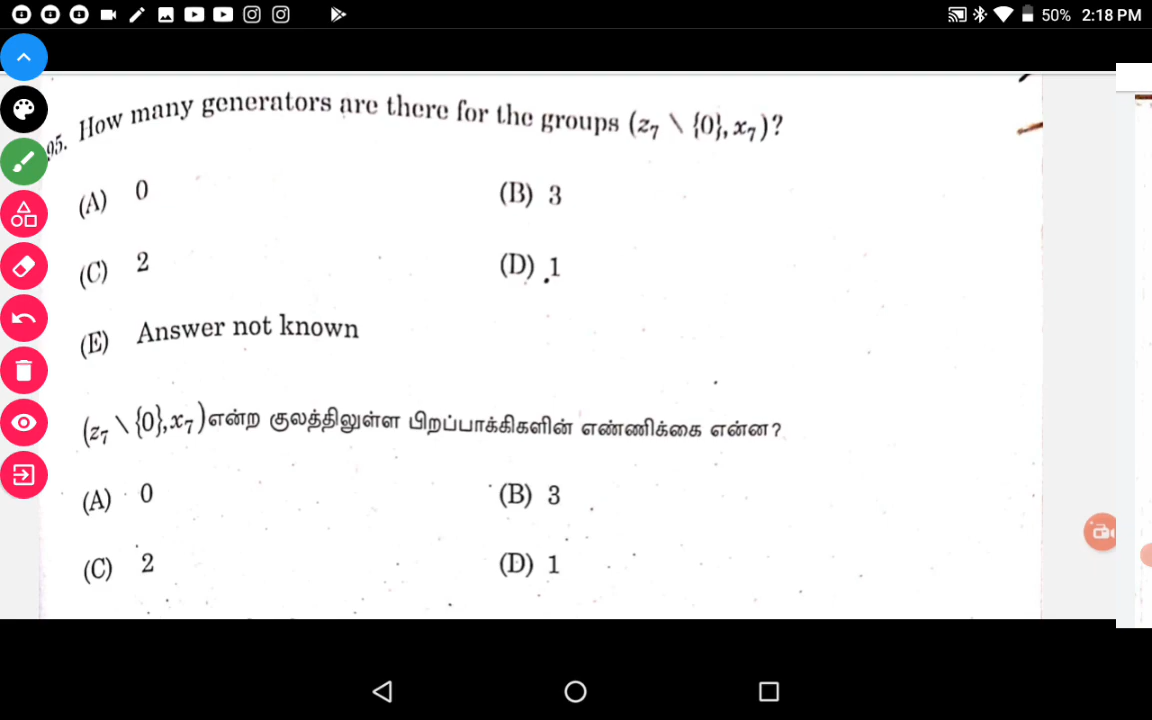 50% 2:18 PM
95. How many generators are there for the groups (z₇ \ {0}, x₇)?
(A) 0 (B) 3
(C) 2 (D) 1
(E) Answer not known
(z₇ \ {0}, x₇) என்ற குலத்திலுள்ள பிறப்பாக்கிகளின் எண்ணிக்கை என்ன?
(A) 0 (B) 3
(C) 2 (D) 1